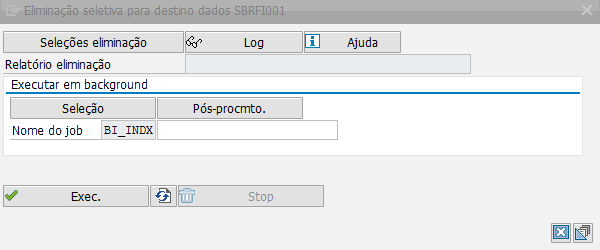 Eliminação seletiva para destino dados SBRFI001
Seleções eliminação Log Ajuda
Relatório eliminação
Executar em background
Seleção Pós-procmto.
Nome do job BI_INDX
Exec. Stop